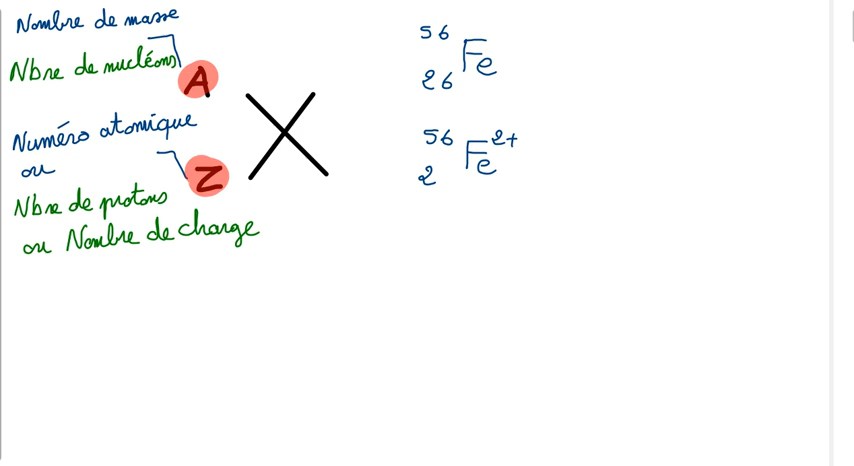 Nombre de masse
Nbre de nucléons
A
Numéro atomique
ou
Z
Nbre de protons
ou Nombre de charge
X
56
Fe
26
56
Fe 2+
2